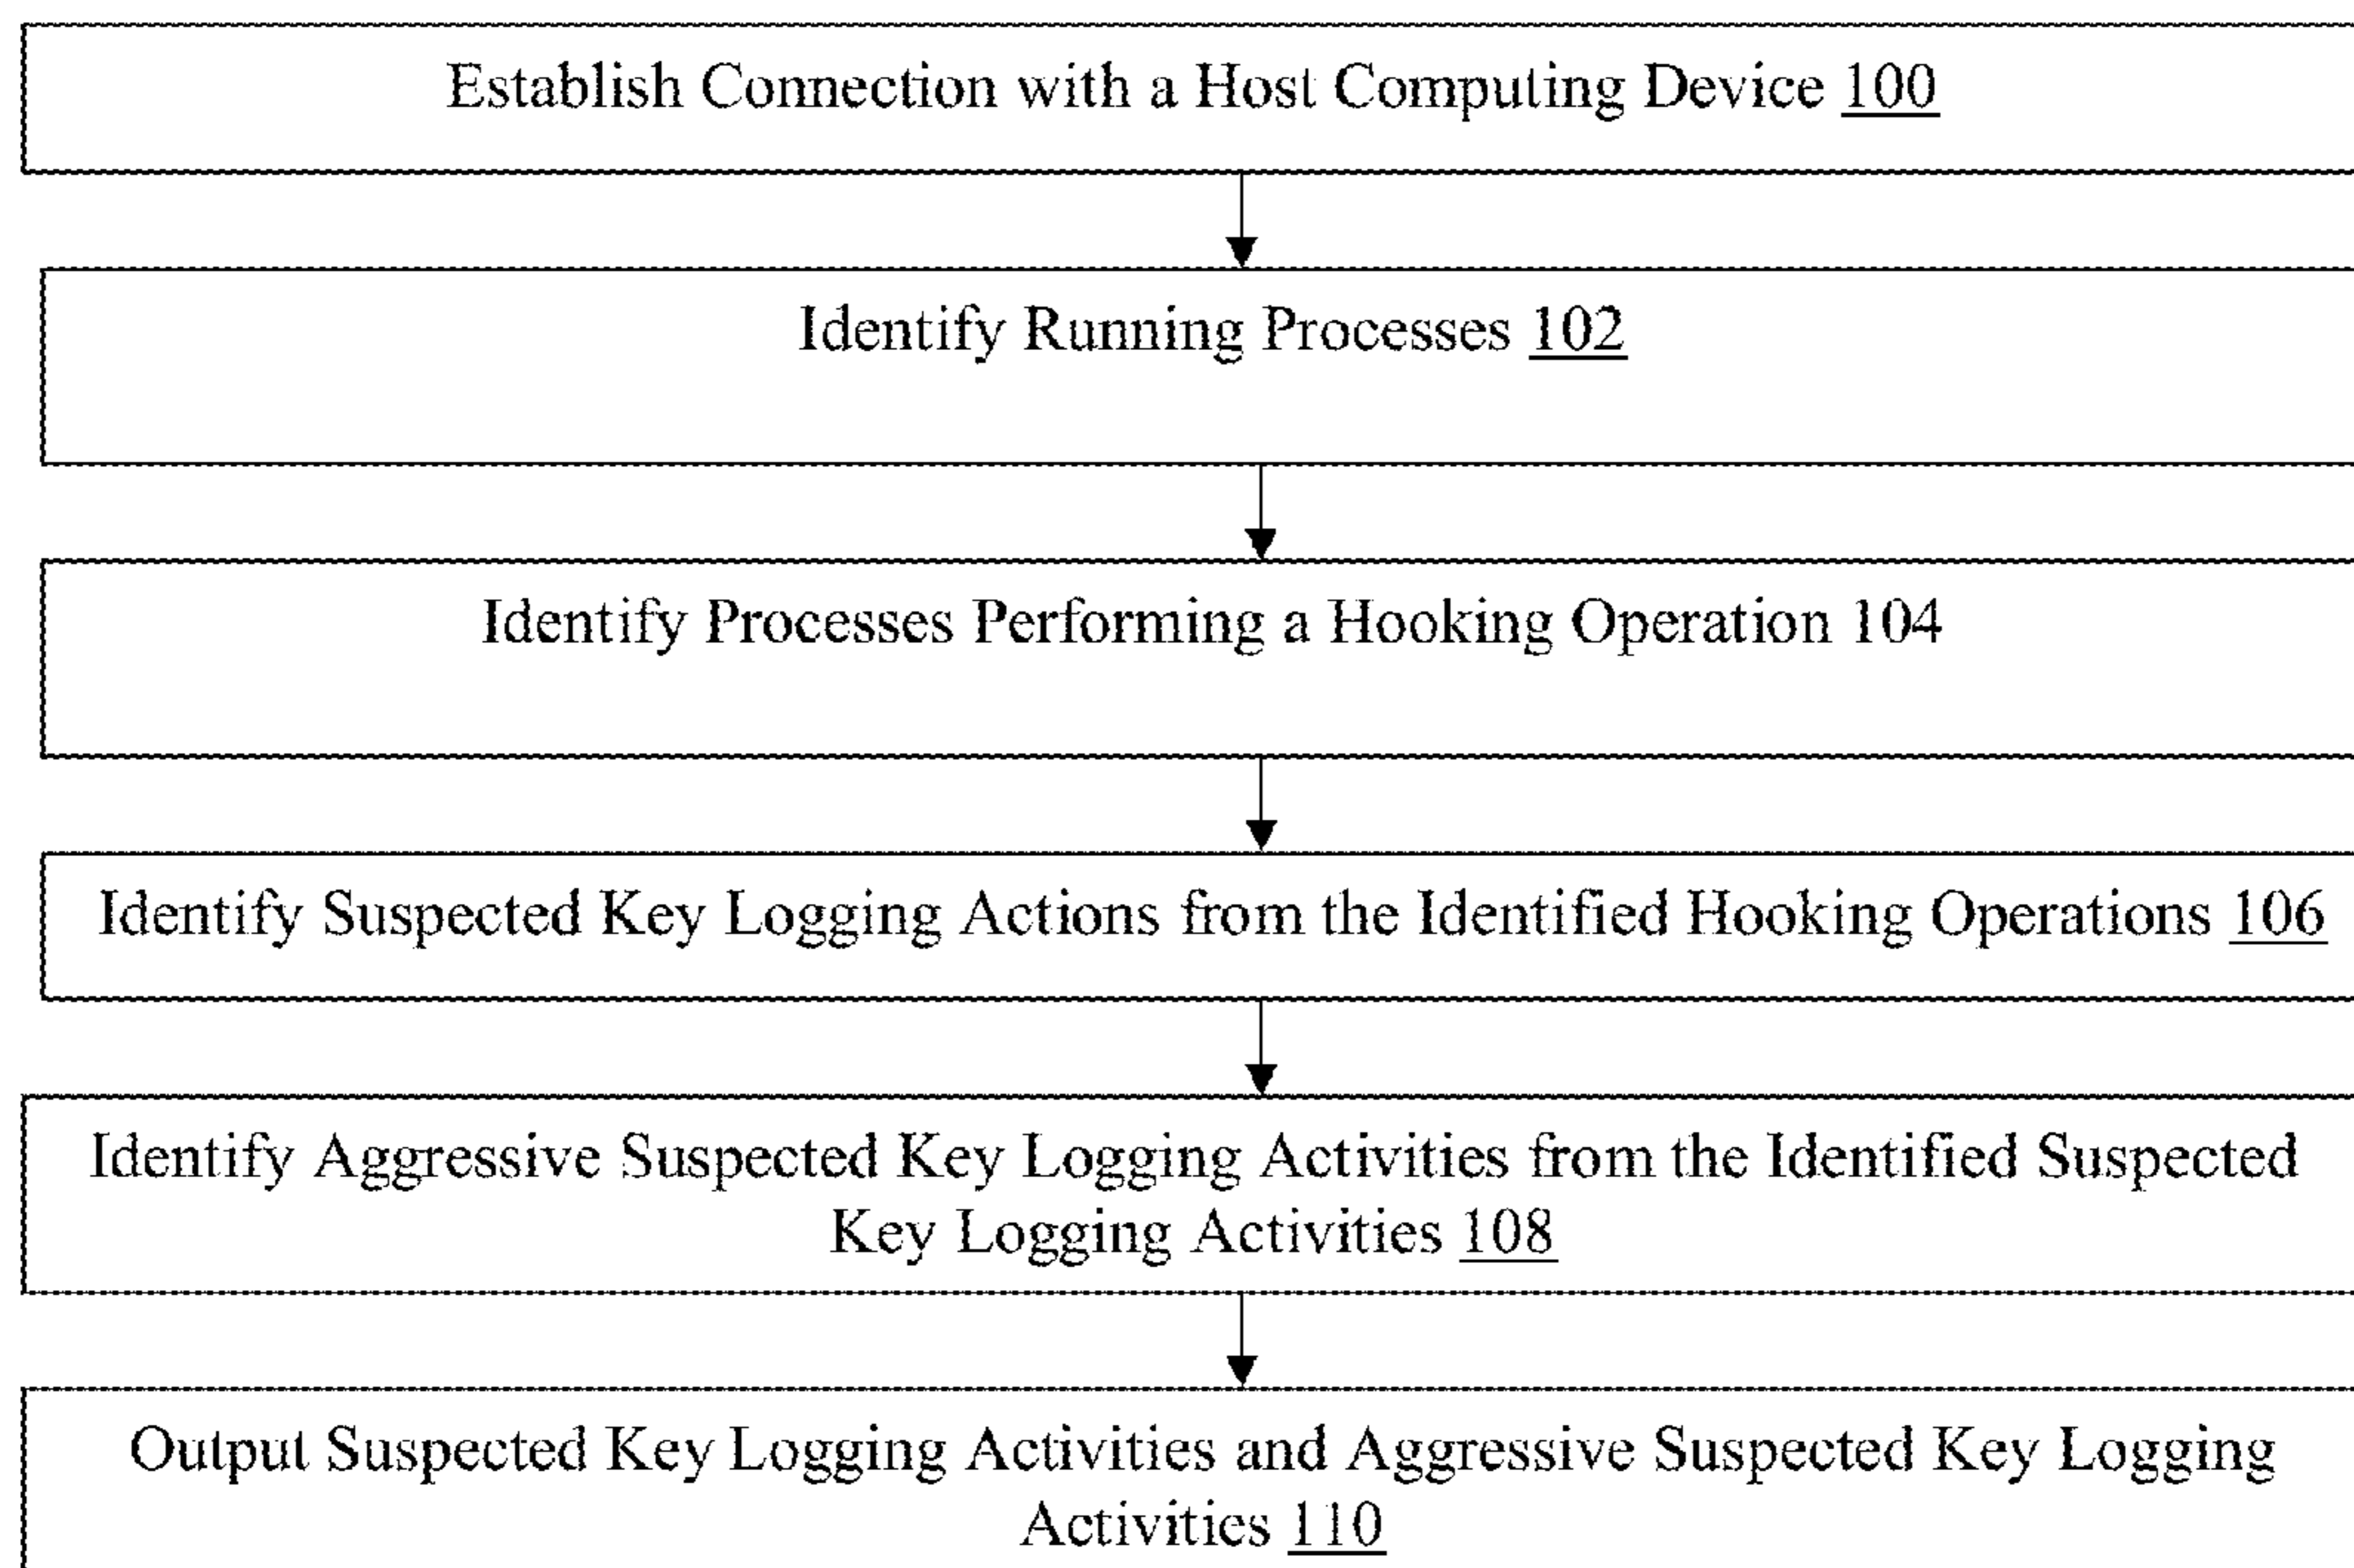 Establish Connection with a Host Computing Device 100
Identify Running Processes 102
Identify Processes Performing a Hooking Operation 104
Identify Suspected Key Logging Actions from the Identified Hooking Operations 106
Identify Aggressive Suspected Key Logging Activities from the Identified Suspected
Key Logging Activities 108
Output Suspected Key Logging Activities and Aggressive Suspected Key Logging
Activities 110